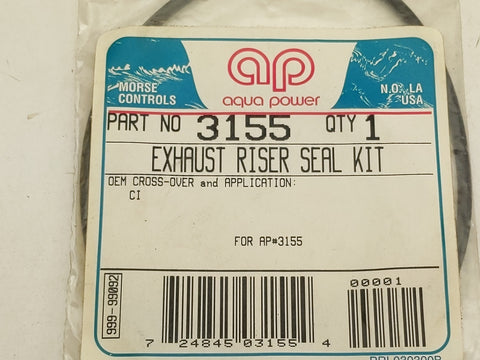 ap
aqua power
MORSE CONTROLS
N.O., LA USA
PART NO 3155 QTY 1
EXHAUST RISER SEAL KIT
OEM CROSS-OVER and APPLICATION:
CI
FOR AP#3155
999-99092
00001
7 24845 03155 4